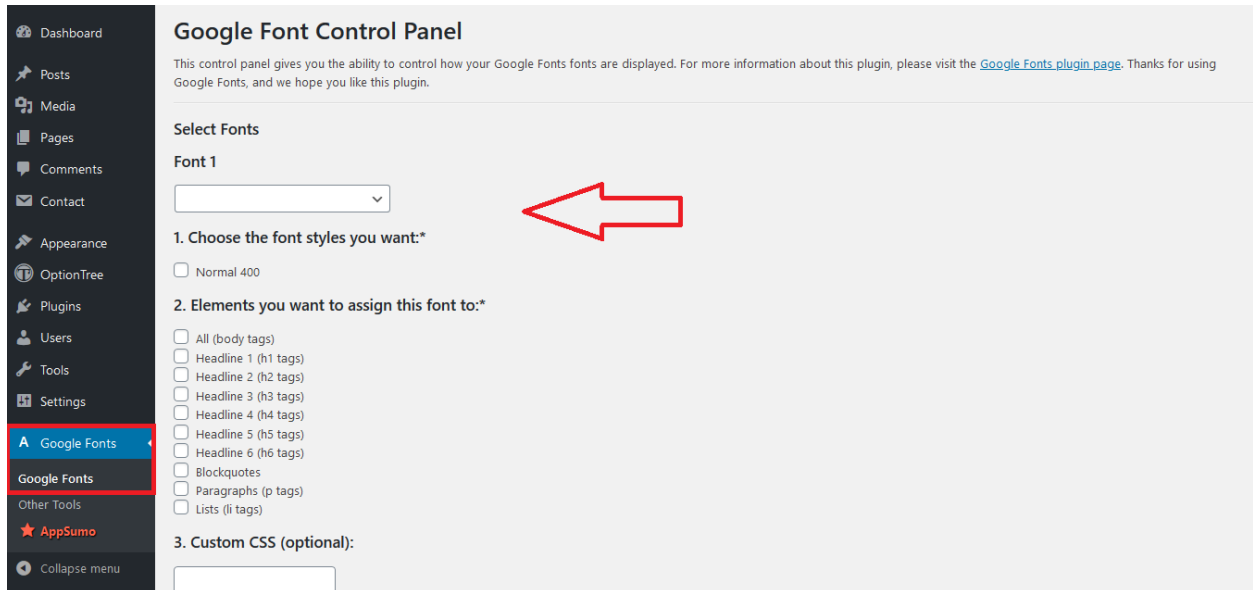 Dashboard
Posts
Media
Pages
Comments
Contact
Appearance
OptionTree
Plugins
Users
Tools
Settings
A Google Fonts
Google Fonts
Other Tools
AppSumo
Collapse menu
Google Font Control Panel
This control panel gives you the ability to control how your Google Fonts fonts are displayed. For more information about this plugin, please visit the Google Fonts plugin page. Thanks for using
Google Fonts, and we hope you like this plugin.
Select Fonts
Font 1
1. Choose the font styles you want:*
Normal 400
2. Elements you want to assign this font to:*
All (body tags)
Headline 1 (h1 tags)
Headline 2 (h2 tags)
Headline 3 (h3 tags)
Headline 4 (h4 tags)
Headline 5 (h5 tags)
Headline 6 (h6 tags)
Blockquotes
Paragraphs (p tags)
Lists (li tags)
3. Custom CSS (optional):